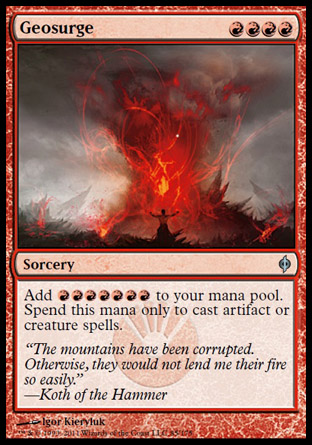 Geosurge
Sorcery
Add to your mana pool.
Spend this mana only to cast artifact or
creature spells.
"The mountains have been corrupted.
Otherwise, they would not lend me their fire
so easily."
—Koth of the Hammer
Igor Kieryluk